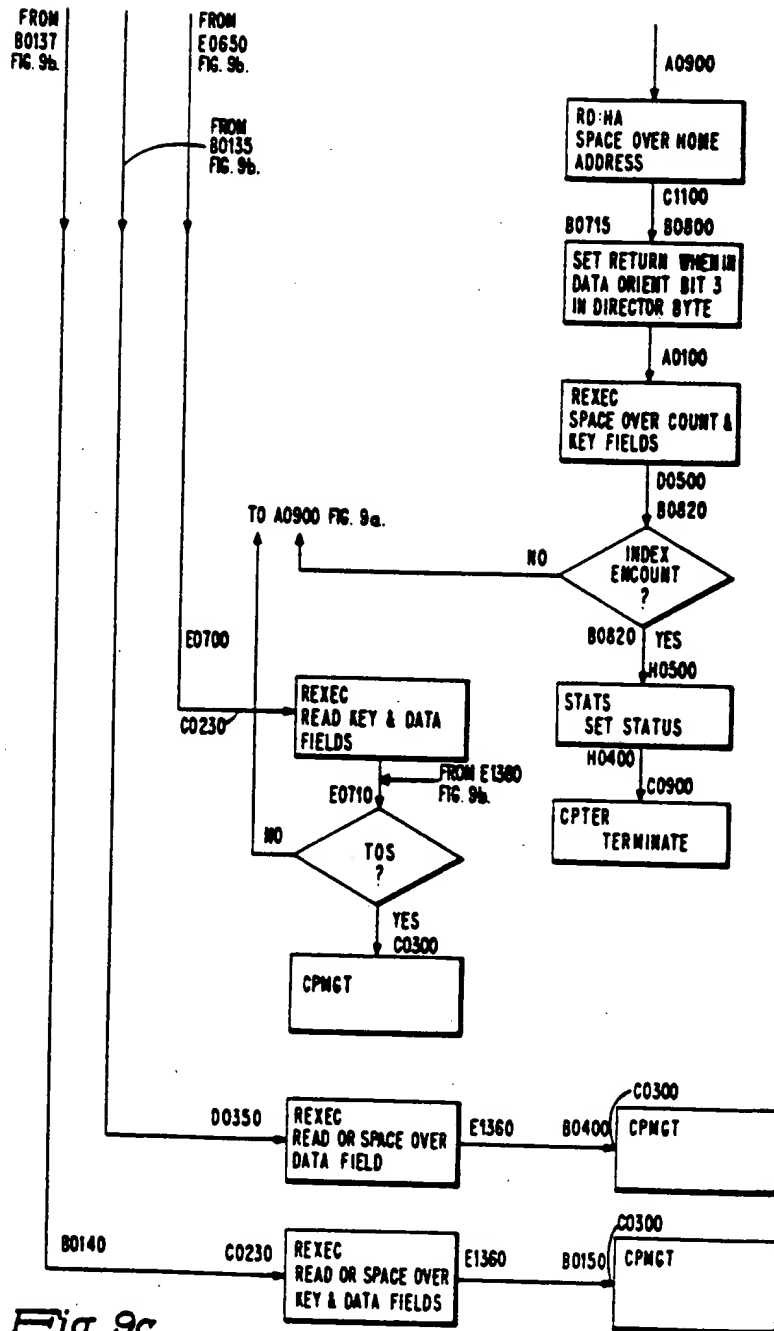 FROM
B0137
FIG. 9b.
FROM
E0650
FIG. 9b.
FROM
B0135
FIG. 9b.
A0900
RD:HA
SPACE OVER HOME
ADDRESS
C1100
B0715
B0800
SET RETURN WHEN IN
DATA ORIENT BIT 3
IN DIRECTOR BYTE
A0100
REXEC
SPACE OVER COUNT &
KEY FIELDS
D0500
B0820
TO A0900 FIG. 9a.
NO
INDEX
ENCOUNT
?
B0820
YES
E0700
H0500
C0230
REXEC
READ KEY & DATA
FIELDS
STATS
SET STATUS
H0400
FROM E1380
FIG. 9b.
E0710
C0900
CPTER
TERMINATE
NO
TOS
?
YES
C0300
CPMGT
D0350
REXEC
READ OR SPACE OVER
DATA FIELD
E1360
B0400
C0300
CPMGT
B0140
C0230
REXEC
READ OR SPACE OVER
KEY & DATA FIELDS
E1360
B0150
C0300
CPMGT
Fig. 9c